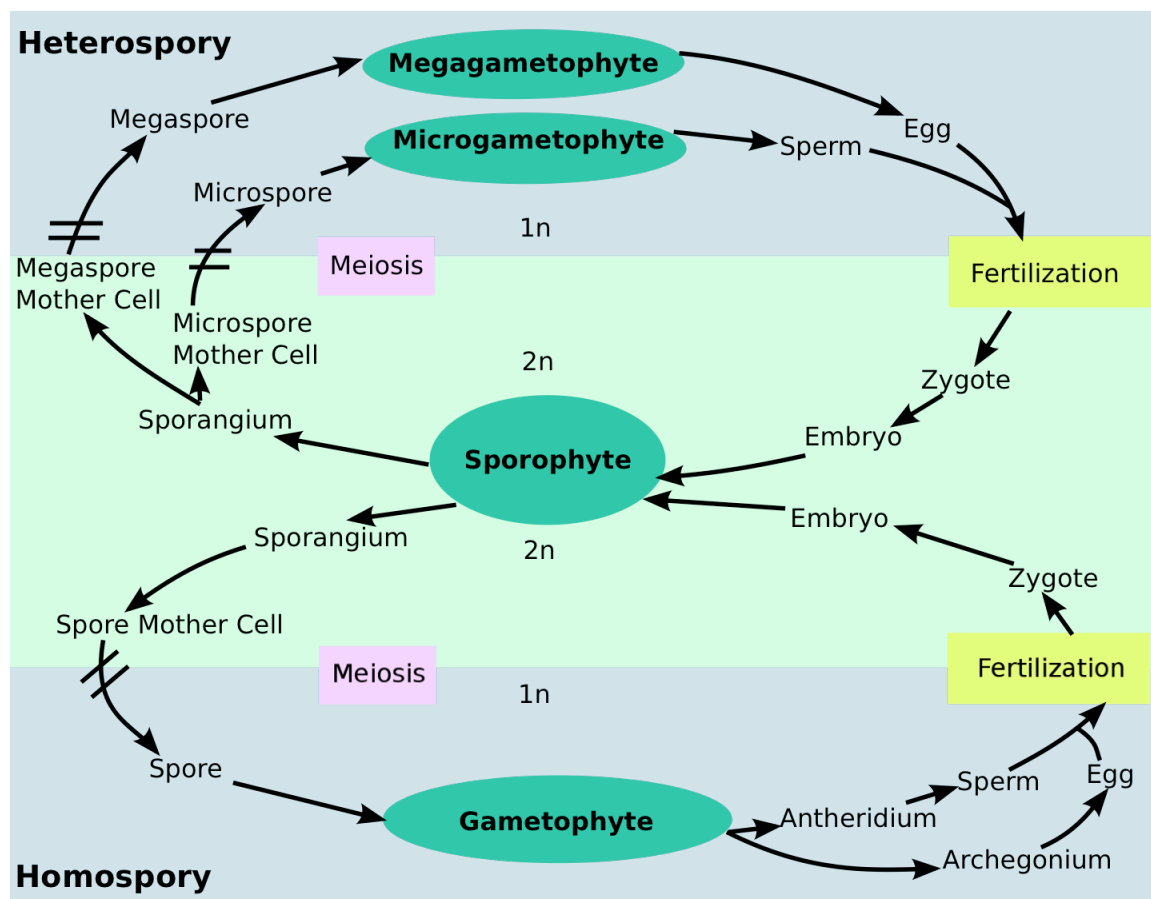 Heterospory
Megagametophyte
Megaspore
Egg
Microgametophyte
Sperm
Microspore
1n
Meiosis
Fertilization
Megaspore
Mother Cell
Microspore
Mother Cell
2n
Zygote
Sporangium
Embryo
Sporophyte
Embryo
Sporangium
2n
Zygote
Spore Mother Cell
Meiosis
Fertilization
1n
Spore
Sperm
Egg
Gametophyte
Antheridium
Archegonium
Homospory